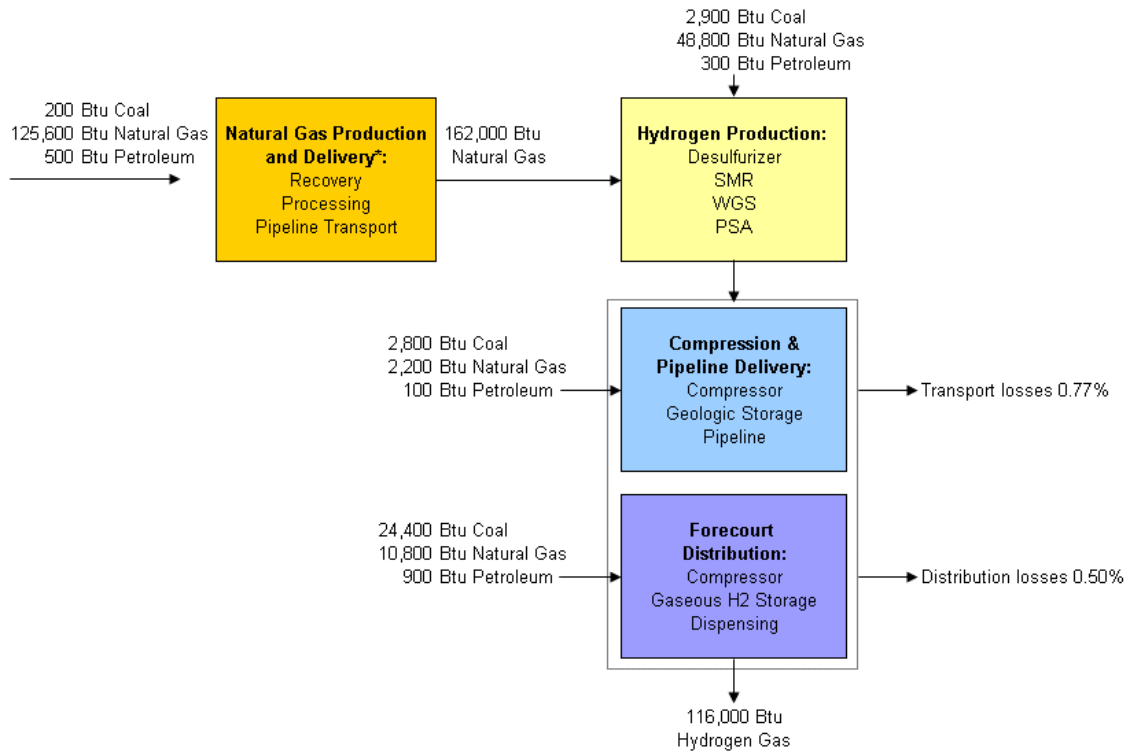 2,900 Btu Coal
48,800 Btu Natural Gas
300 Btu Petroleum
200 Btu Coal
125,600 Btu Natural Gas
500 Btu Petroleum
Natural Gas Production
and Delivery*:
Recovery
Processing
Pipeline Transport
162,000 Btu
Natural Gas
Hydrogen Production:
Desulfurizer
SMR
WGS
PSA
2,800 Btu Coal
2,200 Btu Natural Gas
100 Btu Petroleum
Compression &
Pipeline Delivery:
Compressor
Geologic Storage
Pipeline
Transport losses 0.77%
24,400 Btu Coal
10,800 Btu Natural Gas
900 Btu Petroleum
Forecourt
Distribution:
Compressor
Gaseous H2 Storage
Dispensing
Distribution losses 0.50%
116,000 Btu
Hydrogen Gas